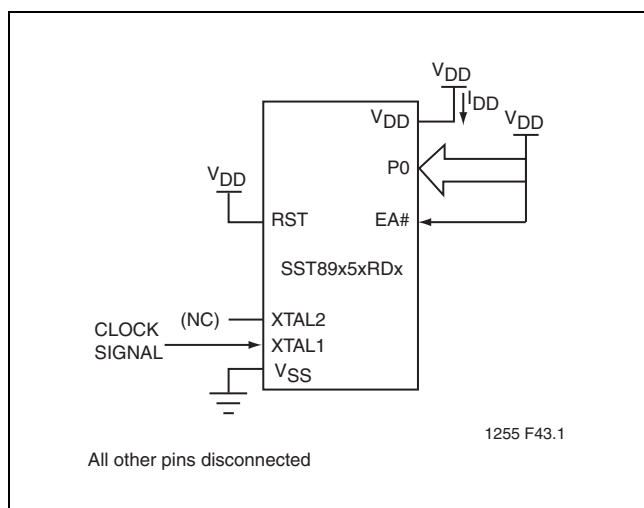 VDD
IDD
VDD
VDD
P0
VDD
RST
EA#
SST89x5xRDx
(NC)
XTAL2
CLOCK
SIGNAL
XTAL1
VSS
1255 F43.1
All other pins disconnected